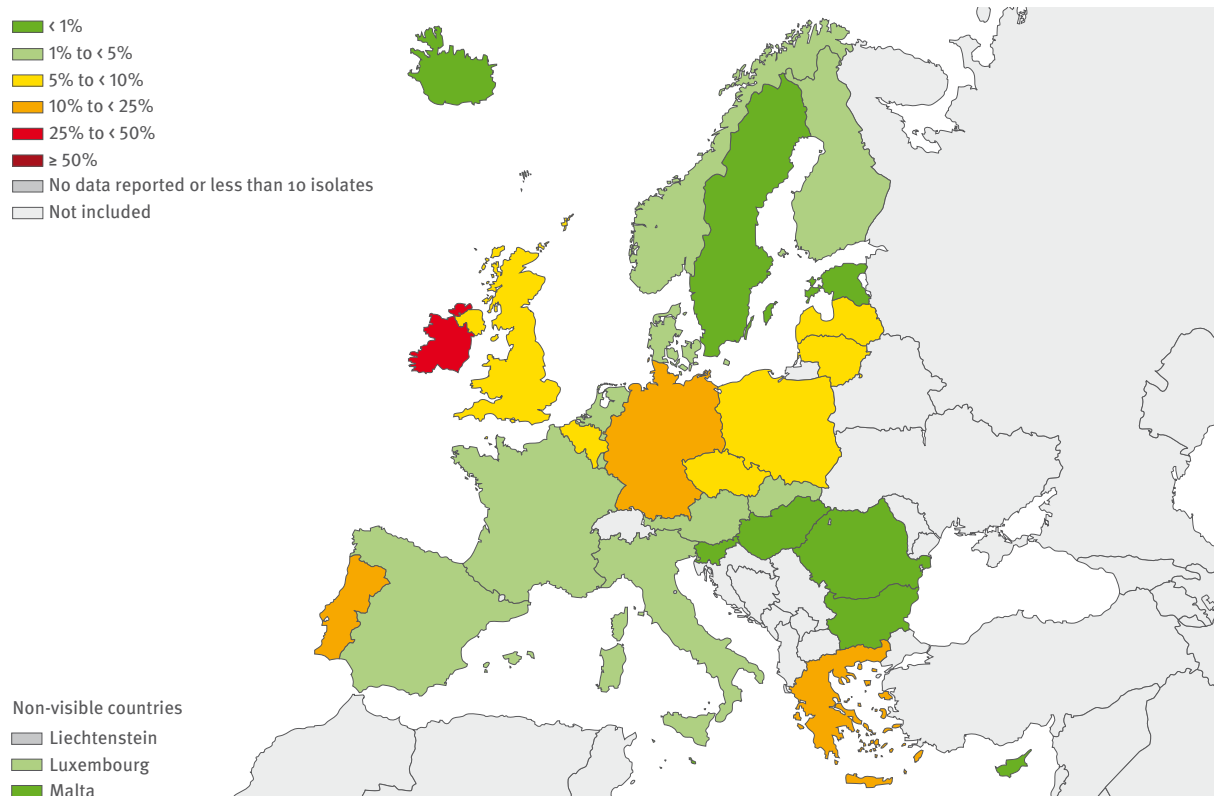 < 1%
1% to < 5%
5% to < 10%
10% to < 25%
25% to < 50%
≥ 50%
No data reported or less than 10 isolates
Not included
Non-visible countries
Liechtenstein
Luxembourg
Malta